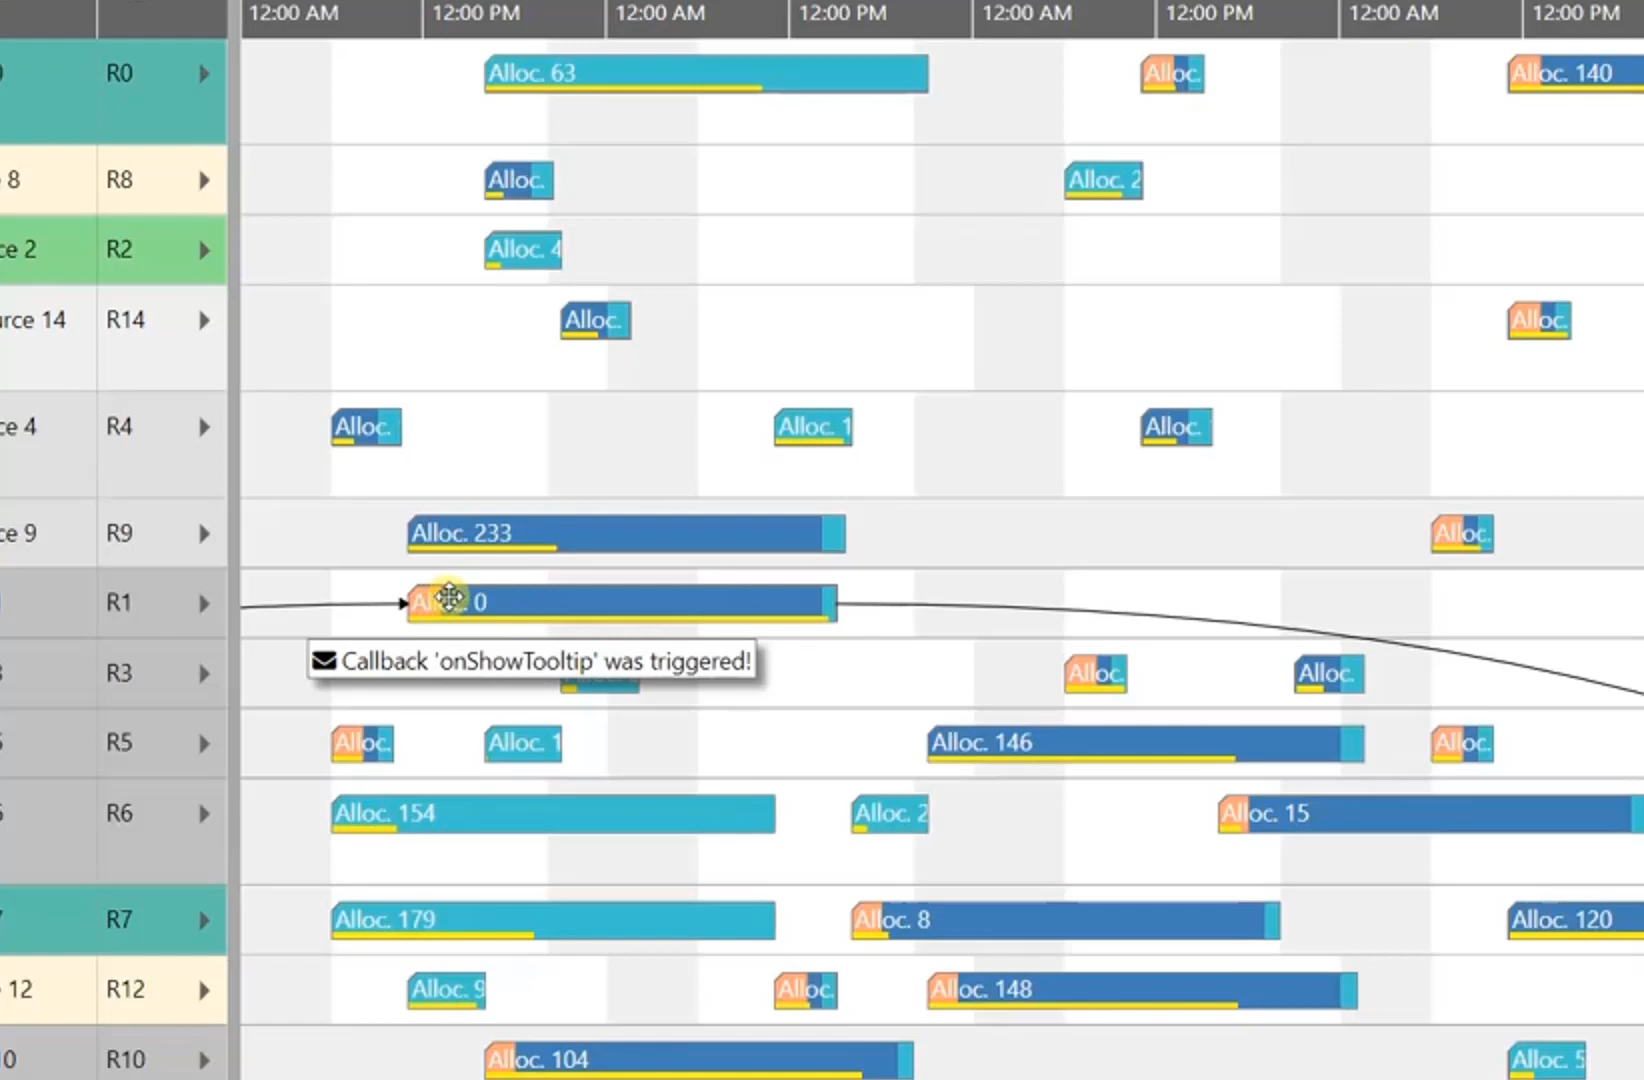 12:00 AM 12:00 PM 12:00 AM 12:00 PM 12:00 AM 12:00 PM 12:00 AM 12:00 PM
R0 Alloc. 63 Alloc. Alloc. 140
8 R8 Alloc. Alloc. 2
ce 2 R2 Alloc. 4
urce 14 R14 Alloc. Alloc.
ce 4 R4 Alloc. Alloc. 1 Alloc.
ce 9 R9 Alloc. 233 Alloc.
R1 0
Callback 'onShowTooltip' was triggered!
R3 Alloc. Alloc.
R5 Alloc. Alloc. 1 Alloc. 146 Alloc.
R6 Alloc. 154 Alloc. 2 Alloc. 15
R7 Alloc. 179 Alloc. 8 Alloc. 120
12 R12 Alloc. 9 Alloc. Alloc. 148
10 R10 Alloc. 104 Alloc. 5